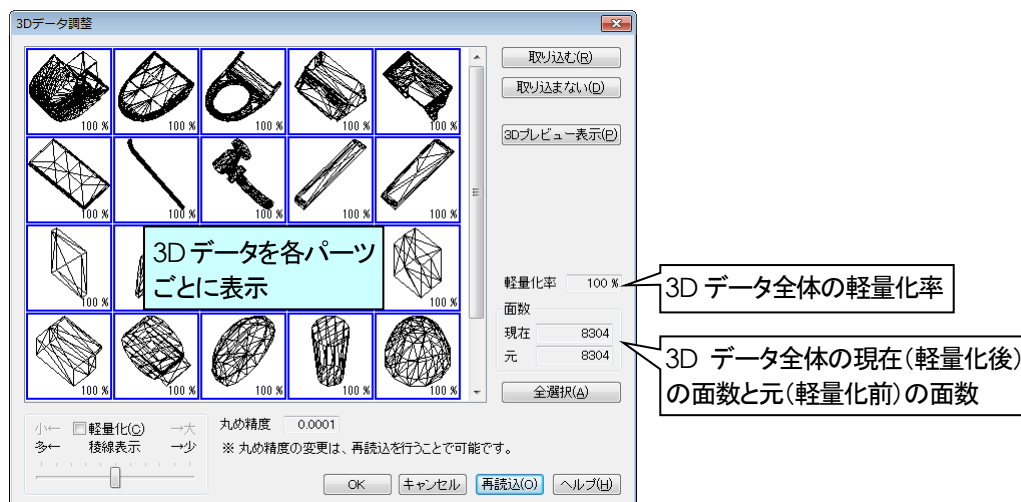 3Dデータ調整
取り込む(R)
取り込まない(D)
3Dプレビュー表示(P)
100 % 100 % 100 % 100 % 100 %
100 % 100 % 100 % 100 % 100 %
100 % 100 %
3D データを各パーツ
ごとに表示
100 % 100 % 100 % 100 % 100 %
軽量化率 100 %
3D データ全体の軽量化率
面数
現在 8304
元 8304
3D データ全体の現在(軽量化後)
の面数と元(軽量化前)の面数
全選択(A)
小← 軽量化(C) →大
多← 稜線表示 →少
丸め精度 0.0001
※ 丸め精度の変更は、再読込を行うことで可能です。
OK キャンセル 再読込(O) ヘルプ(H)